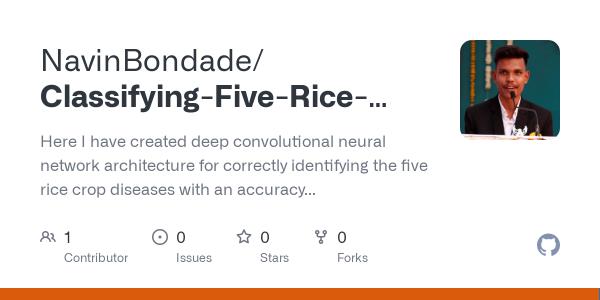 NavinBondade/
Classifying-Five-Rice-...
Here I have created deep convolutional neural
network architecture for correctly identifying the five
rice crop diseases with an accuracy...
1 0 0 0
Contributor Issues Stars Forks